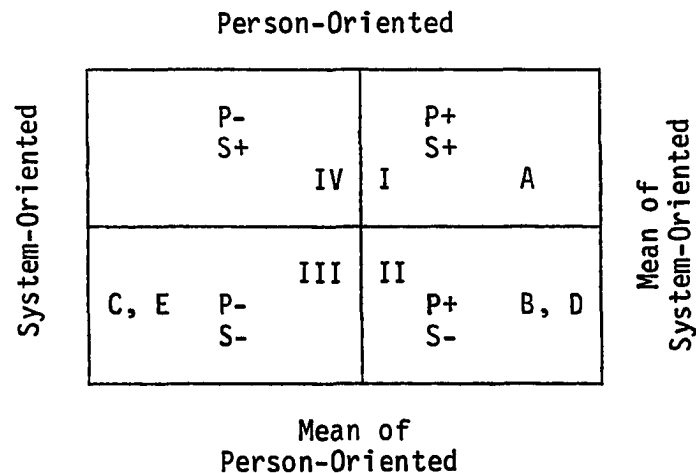 Person-Oriented
System-Oriented
P- P+
S+ S+
IV I A
Mean of
System-Oriented
III II
C, E P- P+ B, D
S- S-
Mean of
Person-Oriented